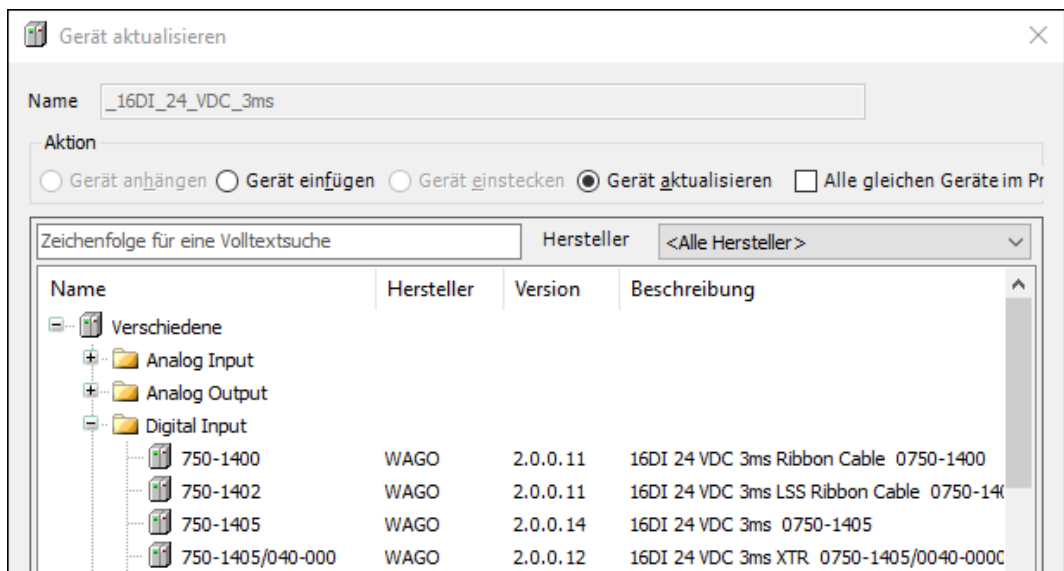 Gerät aktualisieren
Name _16DI_24_VDC_3ms
Aktion
Gerät anhängen Gerät einfügen Gerät einstecken Gerät aktualisieren Alle gleichen Geräte im Pr
Zeichenfolge für eine Volltextsuche Hersteller <Alle Hersteller>
Name Hersteller Version Beschreibung
Verschiedene
Analog Input
Analog Output
Digital Input
750-1400 WAGO 2.0.0.11 16DI 24 VDC 3ms Ribbon Cable 0750-1400
750-1402 WAGO 2.0.0.11 16DI 24 VDC 3ms LSS Ribbon Cable 0750-140
750-1405 WAGO 2.0.0.14 16DI 24 VDC 3ms 0750-1405
750-1405/040-000 WAGO 2.0.0.12 16DI 24 VDC 3ms XTR 0750-1405/0040-0000